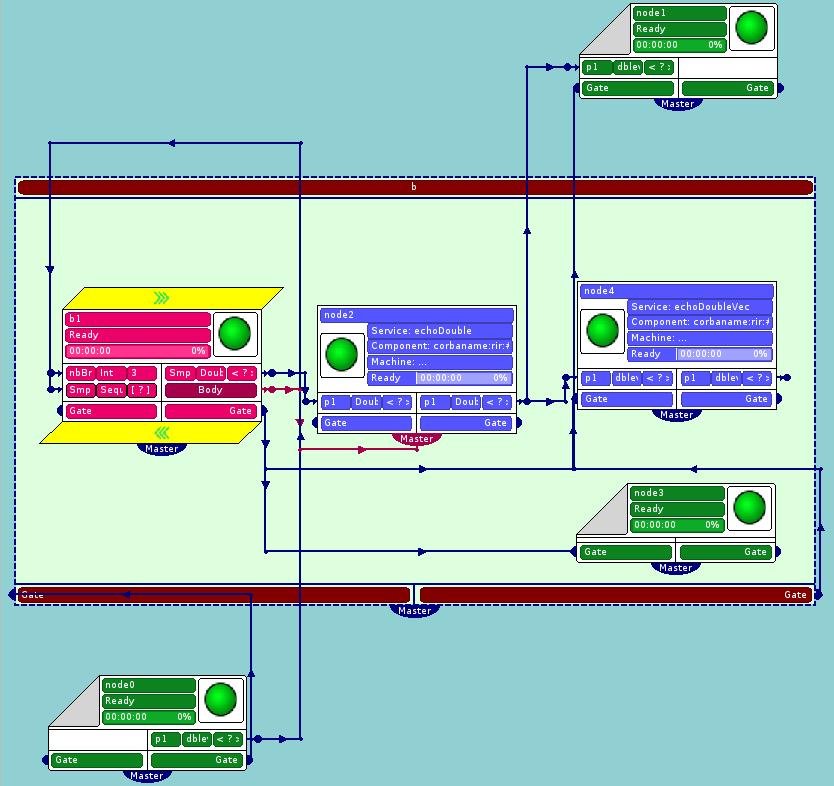 node1
Ready
00:00:00 0%
p1 dblev < ? >
Gate Gate
Master
b
b1
Ready
00:00:00 0%
nbBr Int 3 Smp Doub < ? >
Smp Sequ [ ? ] Body
Gate Gate
Master
node2
Service: echoDouble
Component: corbaname:rir:#
Machine: ...
Ready 00:00:00 0%
p1 Doub < ? > p1 Doub < ? >
Gate Gate
Master
node4
Service: echoDoubleVec
Component: corbaname:rir:#
Machine: ...
Ready 00:00:00 0%
p1 dblev < ? > p1 dblev < ? >
Gate Gate
Master
node3
Ready
00:00:00 0%
Gate Gate
Master
Gate Gate
Master
node0
Ready
00:00:00 0%
p1 dblev < ? >
Gate Gate
Master